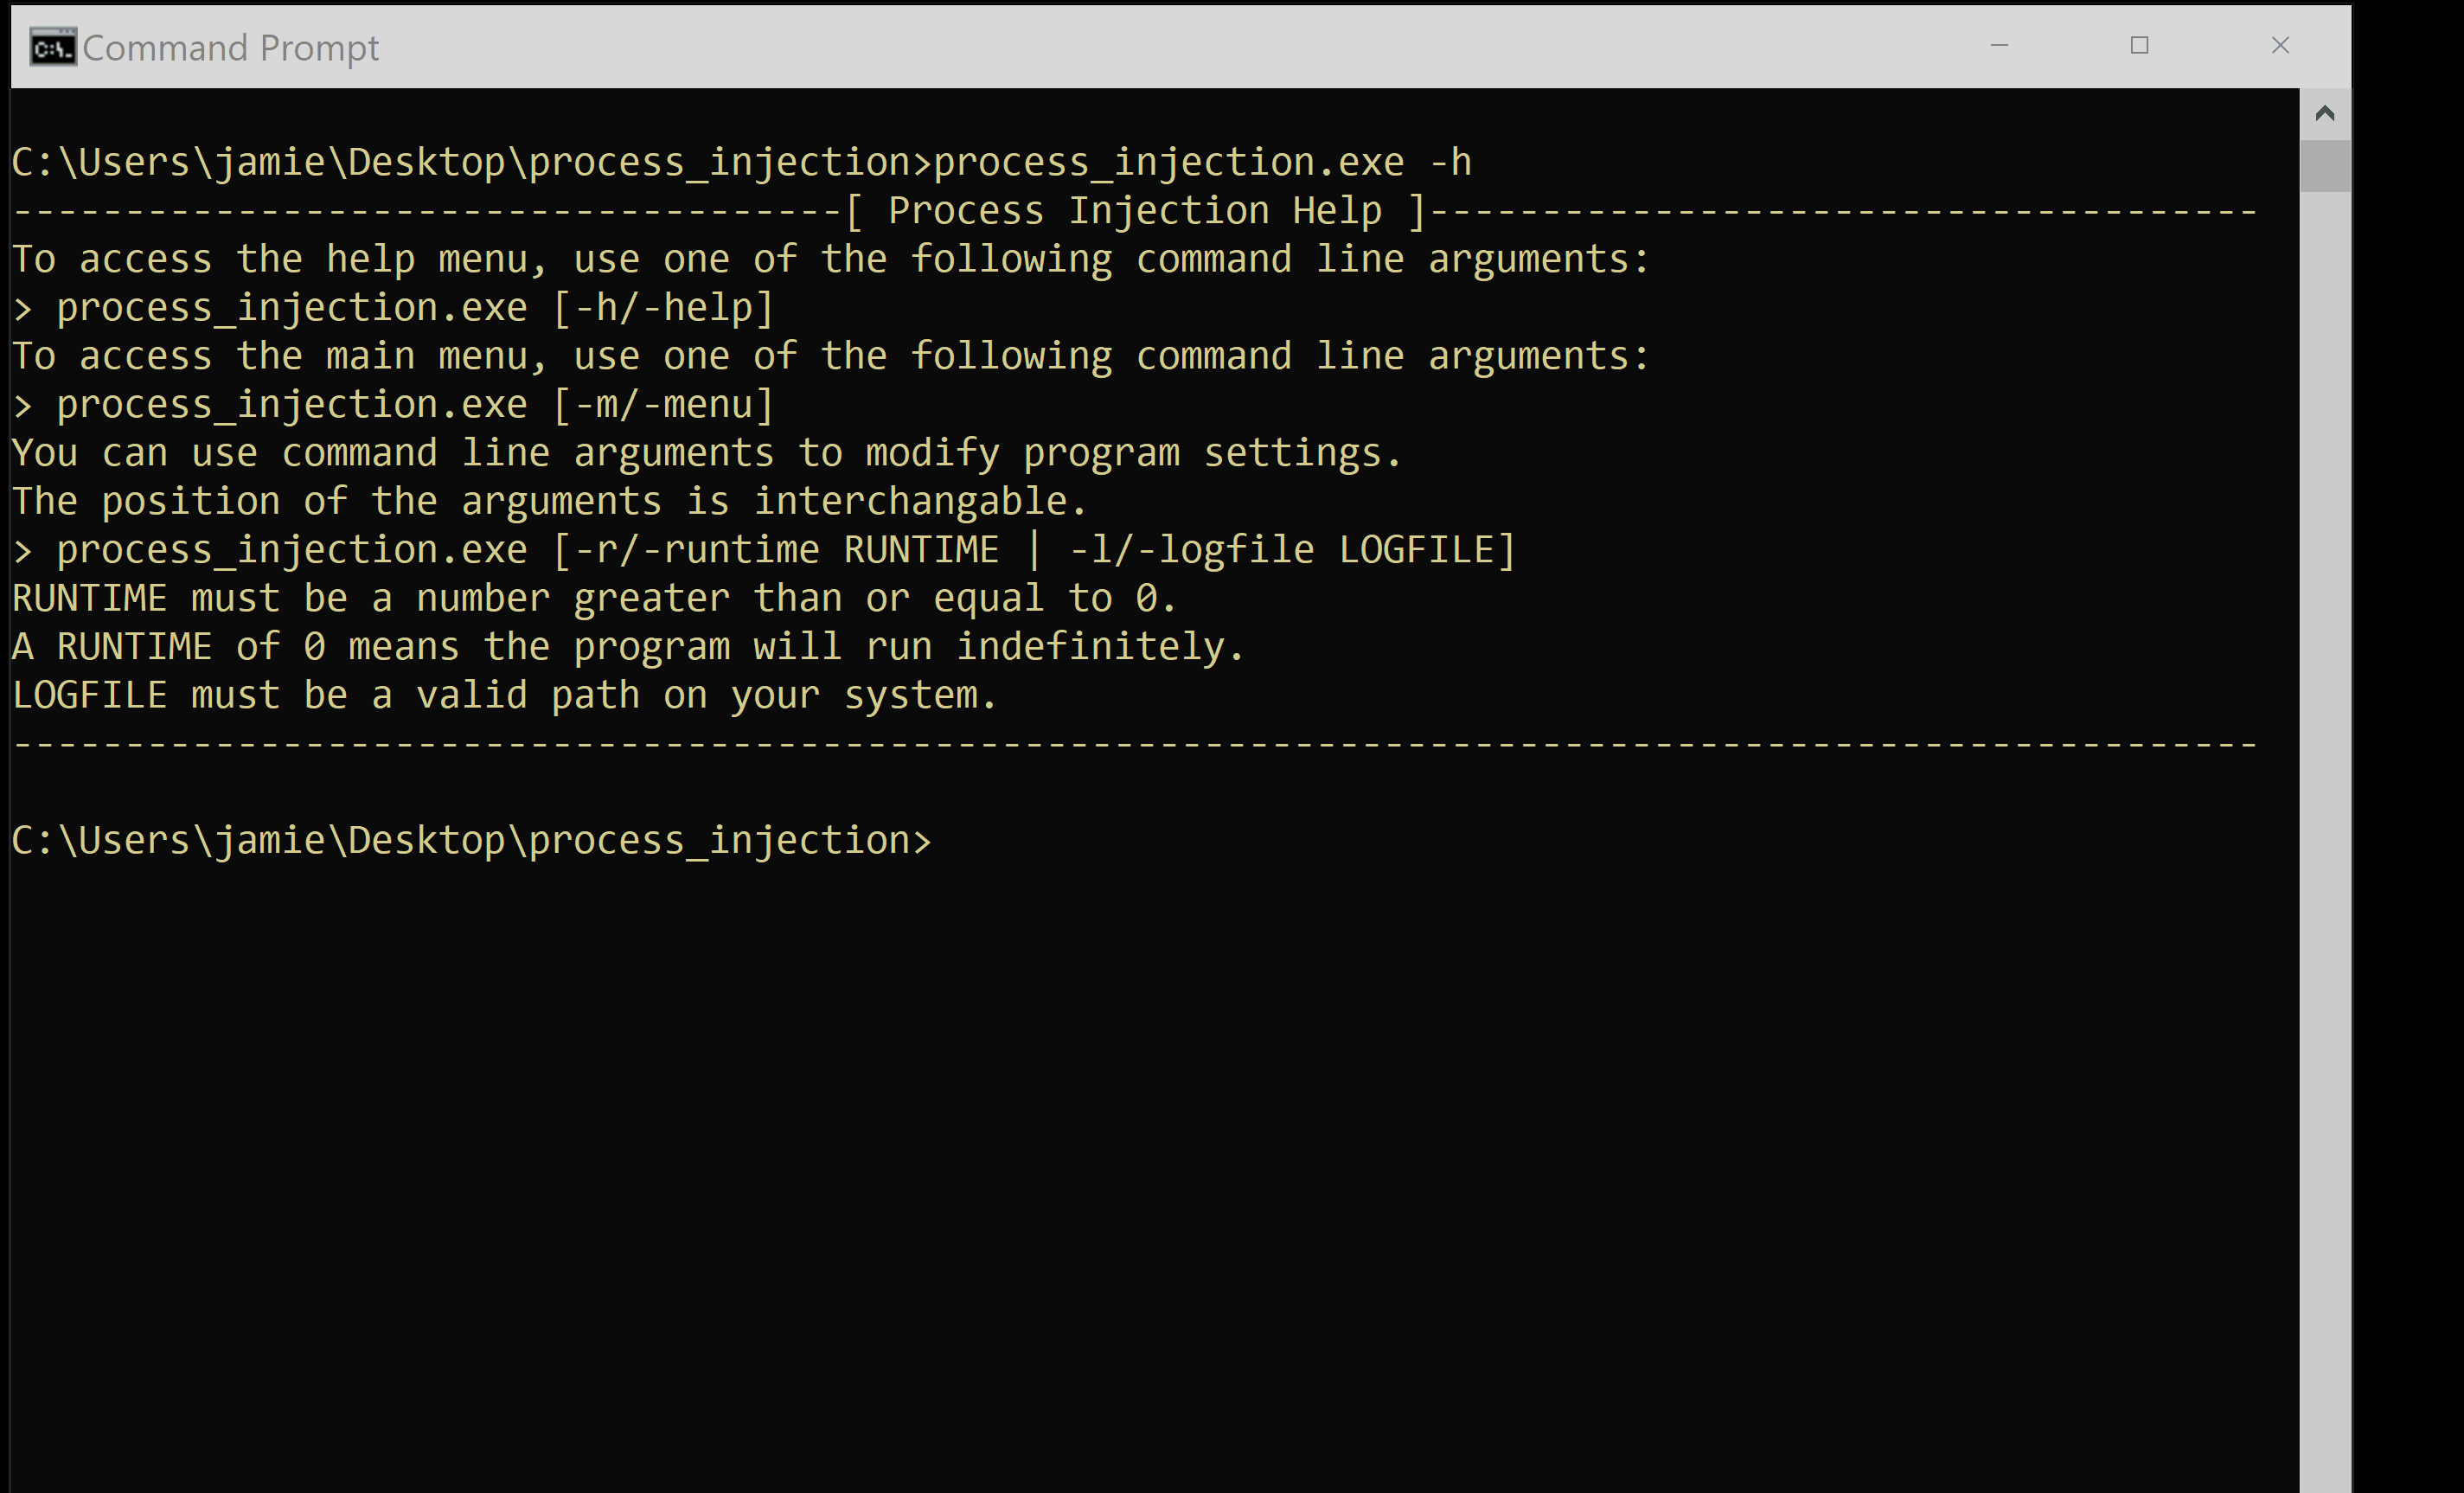 Command Prompt
C:\Users\jamie\Desktop\process_injection>process_injection.exe -h
-------------------------------------[ Process Injection Help ]-------------------------------------
To access the help menu, use one of the following command line arguments:
> process_injection.exe [-h/-help]
To access the main menu, use one of the following command line arguments:
> process_injection.exe [-m/-menu]
You can use command line arguments to modify program settings.
The position of the arguments is interchangable.
> process_injection.exe [-r/-runtime RUNTIME | -l/-logfile LOGFILE]
RUNTIME must be a number greater than or equal to 0.
A RUNTIME of 0 means the program will run indefinitely.
LOGFILE must be a valid path on your system.
----------------------------------------------------------------------------------------------------
C:\Users\jamie\Desktop\process_injection>